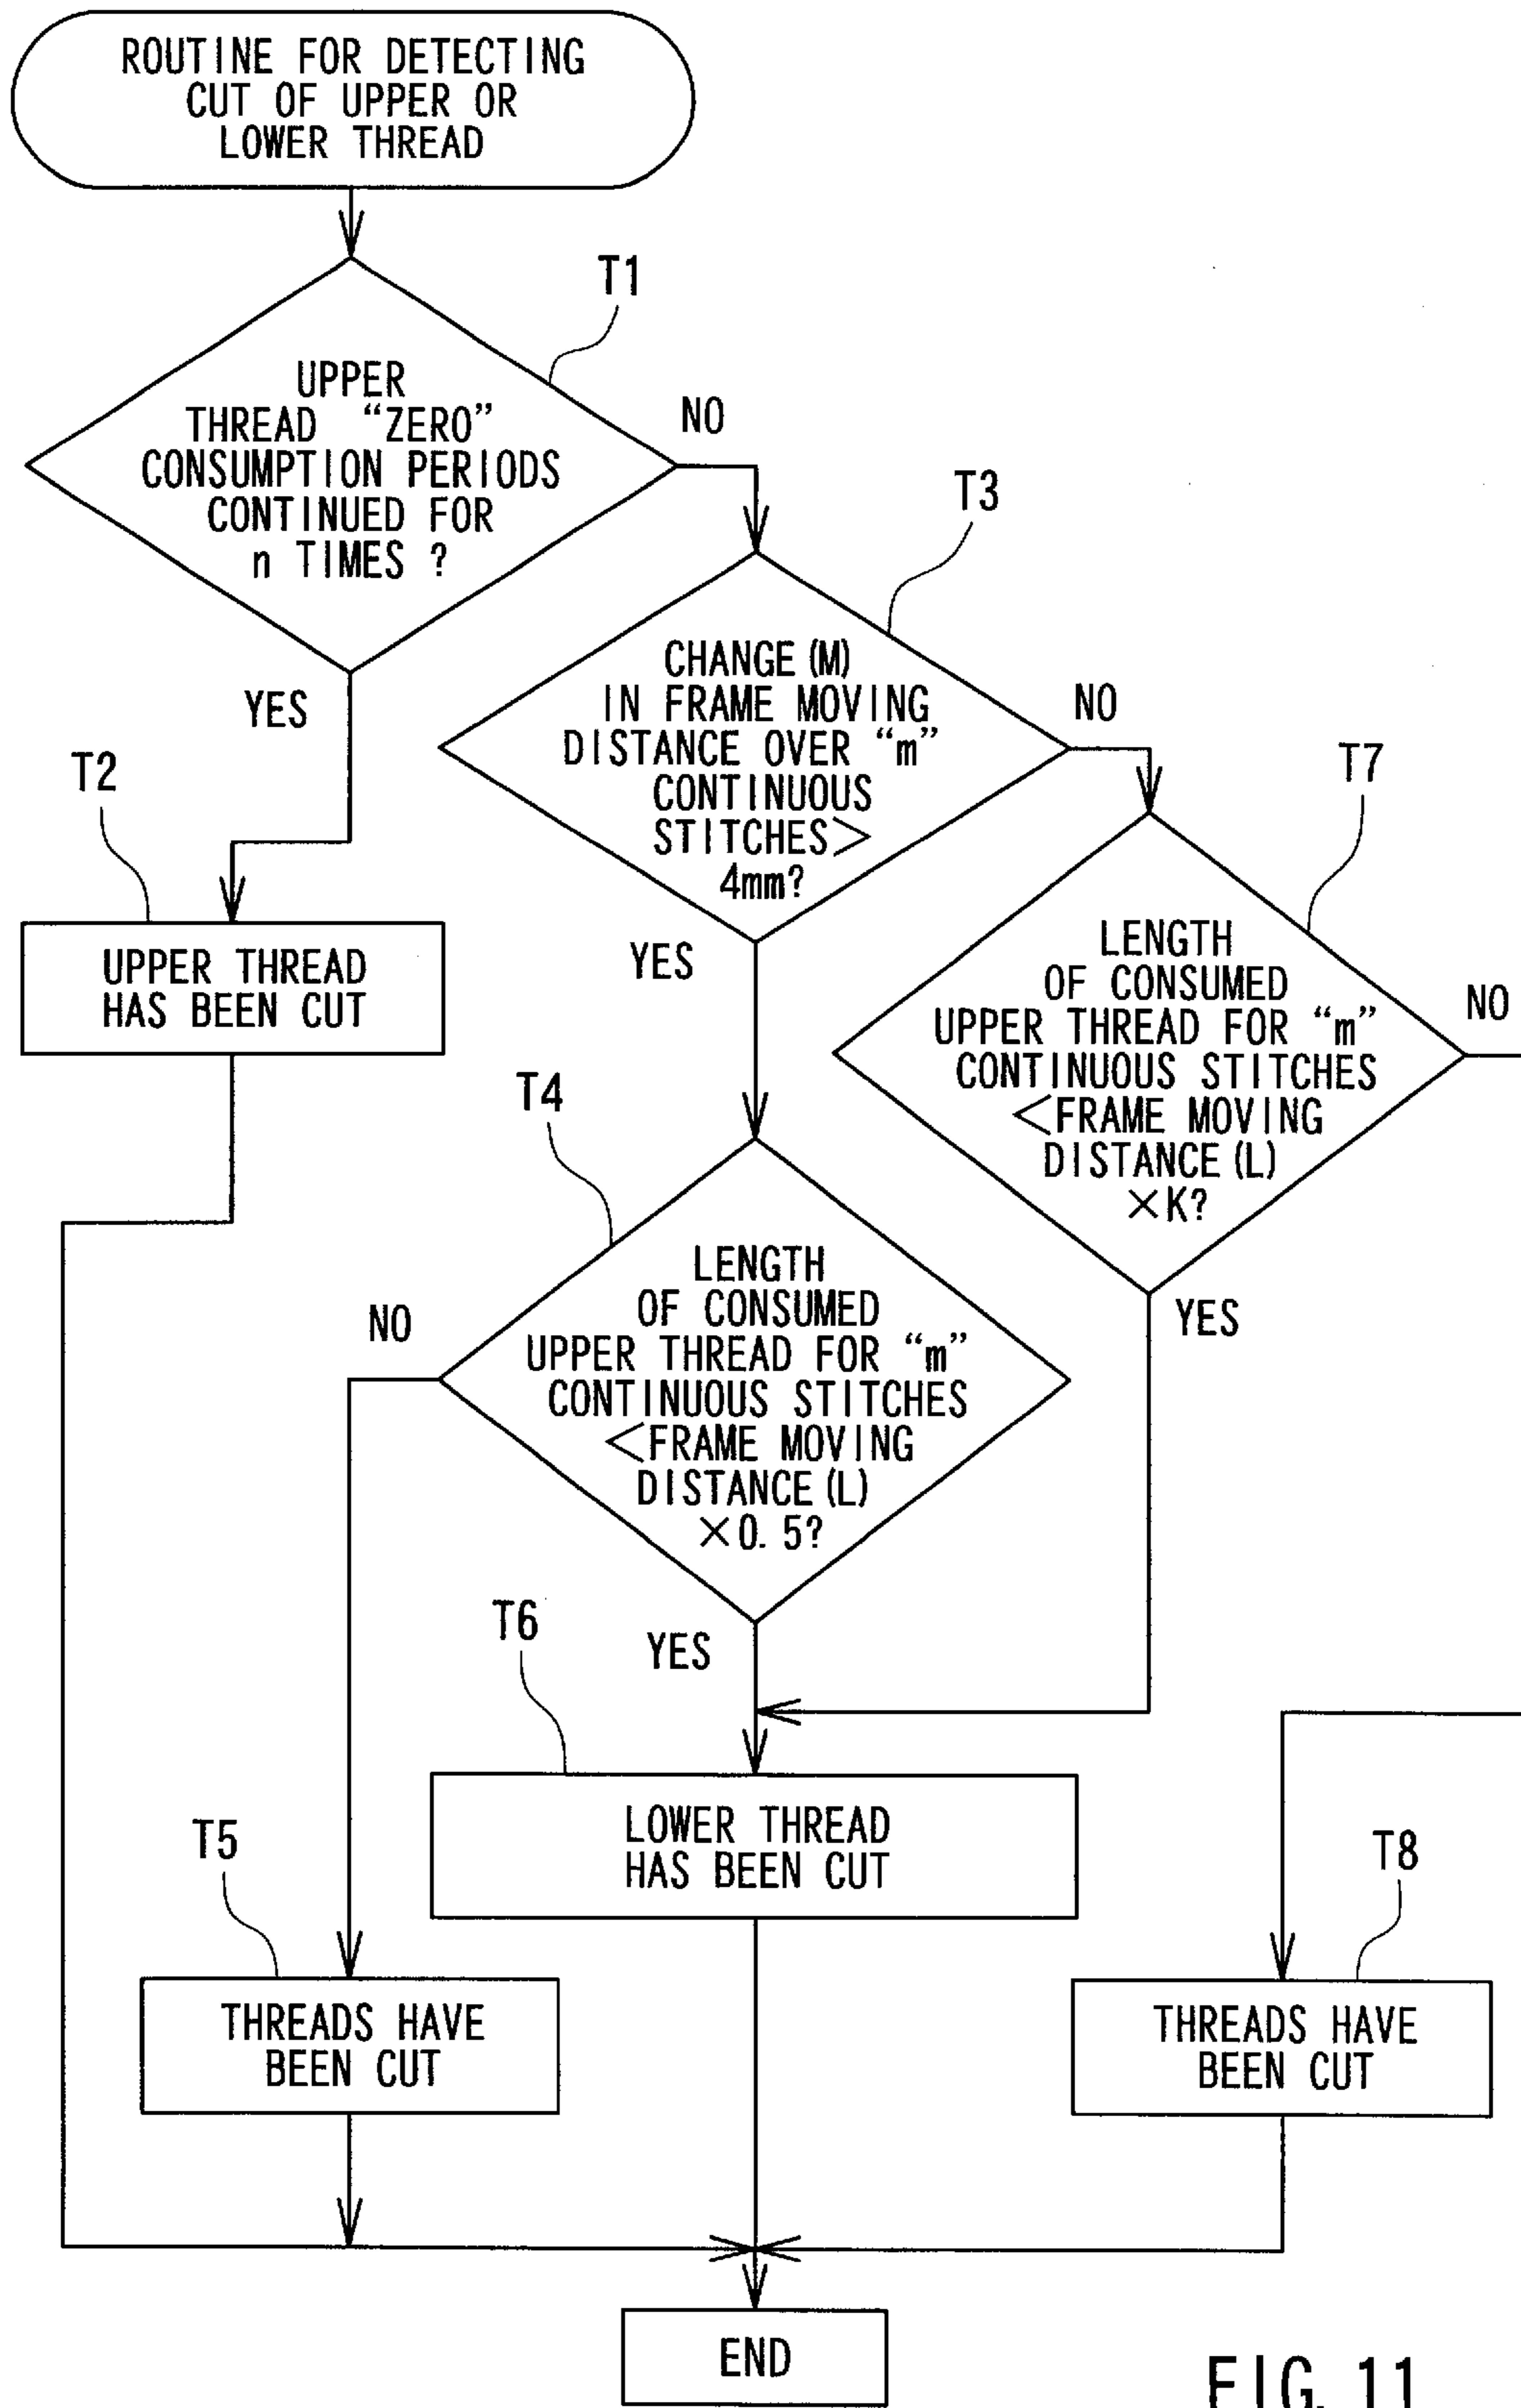 ROUTINE FOR DETECTING
CUT OF UPPER OR
LOWER THREAD
T1
UPPER
THREAD “ZERO”
CONSUMPTION PERIODS
CONTINUED FOR
n TIMES ?
NO
YES
T3
CHANGE (M)
IN FRAME MOVING
DISTANCE OVER “m”
CONTINUOUS
STITCHES>
4mm?
NO
YES
T2
UPPER THREAD
HAS BEEN CUT
T7
LENGTH
OF CONSUMED
UPPER THREAD FOR “m”
CONTINUOUS STITCHES
<FRAME MOVING
DISTANCE (L)
×K?
NO
YES
T4
LENGTH
OF CONSUMED
UPPER THREAD FOR “m”
CONTINUOUS STITCHES
<FRAME MOVING
DISTANCE (L)
×0.5?
NO
YES
T6
LOWER THREAD
HAS BEEN CUT
T5
THREADS HAVE
BEEN CUT
T8
THREADS HAVE
BEEN CUT
END
FIG. 11